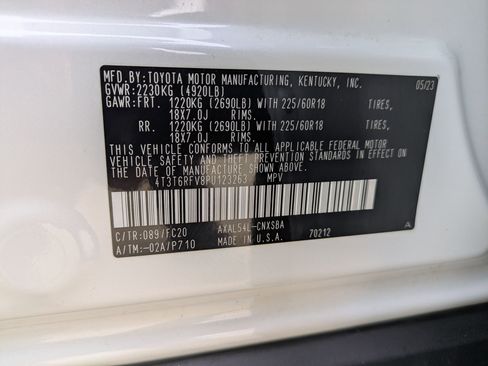 MFD.BY:TOYOTA MOTOR MANUFACTURING, KENTUCKY, INC. 05/23
GVWR:2230KG (4920LB)
GAWR:FRT. 1220KG (2690LB) WITH 225/60R18 TIRES,
18X7.0J RIMS.
RR. 1220KG (2690LB) WITH 225/60R18 TIRES,
18X7.0J RIMS.
THIS VEHICLE CONFORMS TO ALL APPLICABLE FEDERAL MOTOR
VEHICLE SAFETY AND THEFT PREVENTION STANDARDS IN EFFECT ON
THE DATE OF MANUFACTURE SHOWN ABOVE.
4T3T6RFV8PU123263 MPV
C/TR:089/FC20 AXAL54L-CNXSBA
A/TM:-02A/P710 MADE IN U.S.A. 70212 A